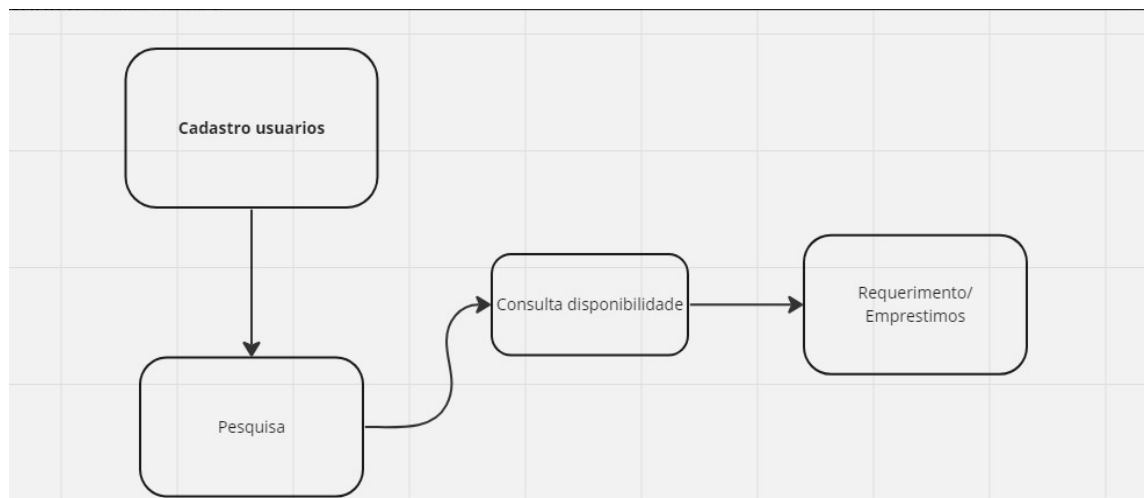 Cadastro usuarios
Pesquisa
Consulta disponibilidade
Requerimento/
Emprestimos